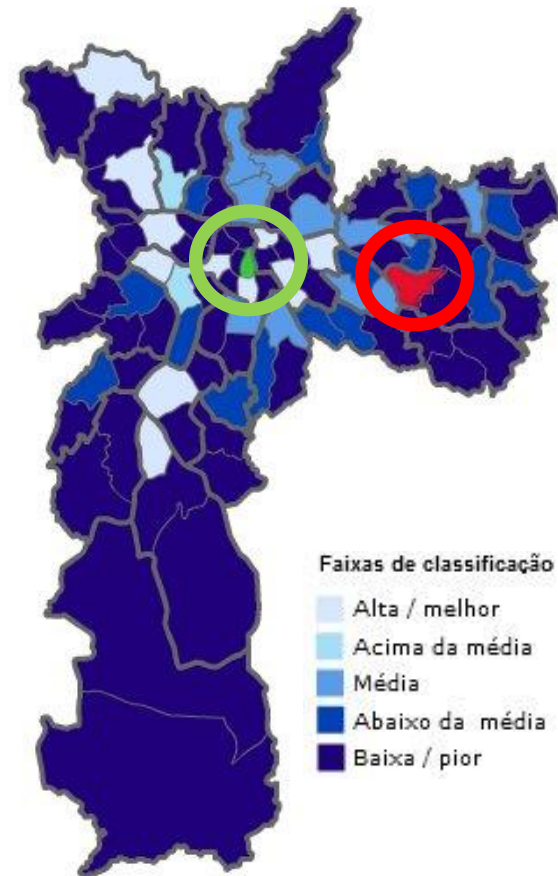 Faixas de classificação
Alta / melhor
Acima da média
Média
Abaixo da média
Baixa / pior